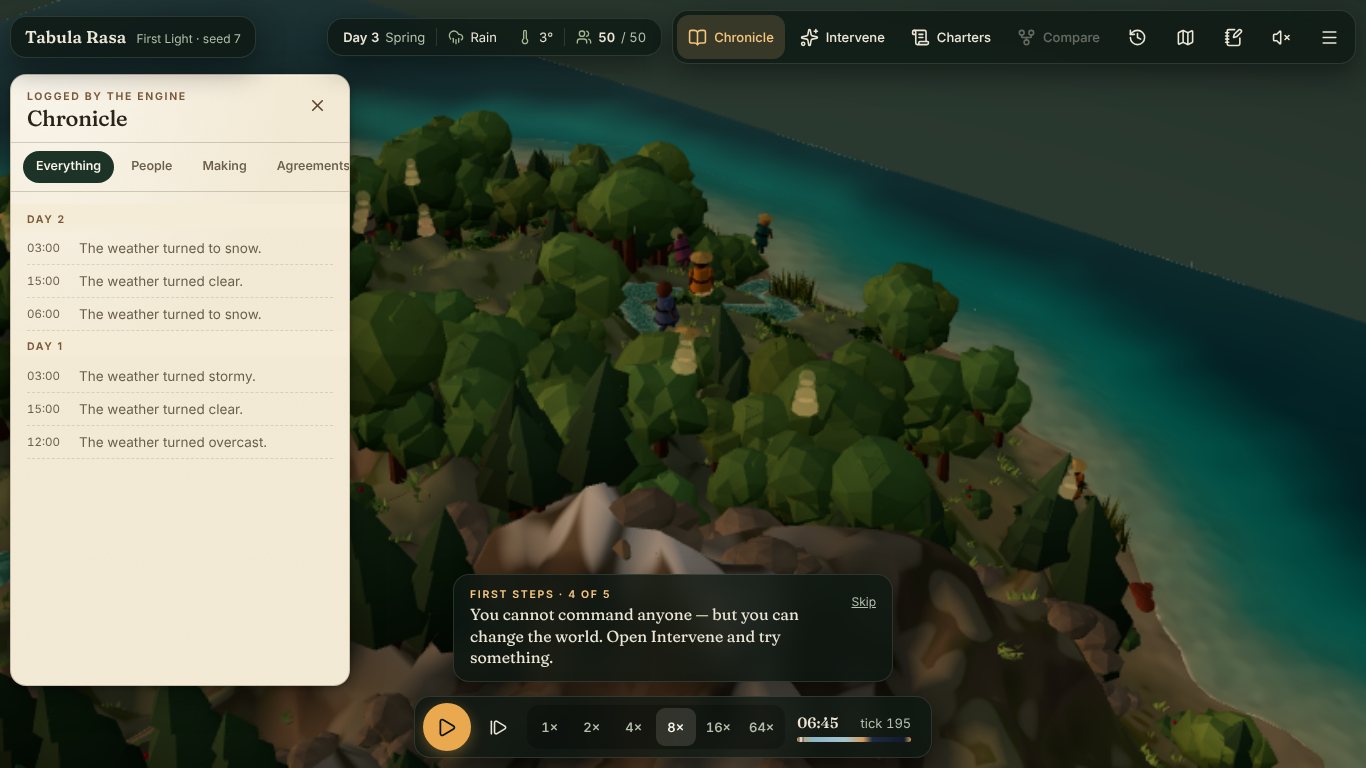 Tabula Rasa First Light · seed 7
Day 3 Spring Rain 3° 50 / 50
Chronicle Intervene Charters Compare
LOGGED BY THE ENGINE
Chronicle
Everything People Making Agreements
DAY 2
03:00 The weather turned to snow.
15:00 The weather turned clear.
06:00 The weather turned to snow.
DAY 1
03:00 The weather turned stormy.
15:00 The weather turned clear.
12:00 The weather turned overcast.
FIRST STEPS · 4 OF 5
Skip
You cannot command anyone — but you can
change the world. Open Intervene and try
something.
1× 2× 4× 8× 16× 64× 06:45 tick 195